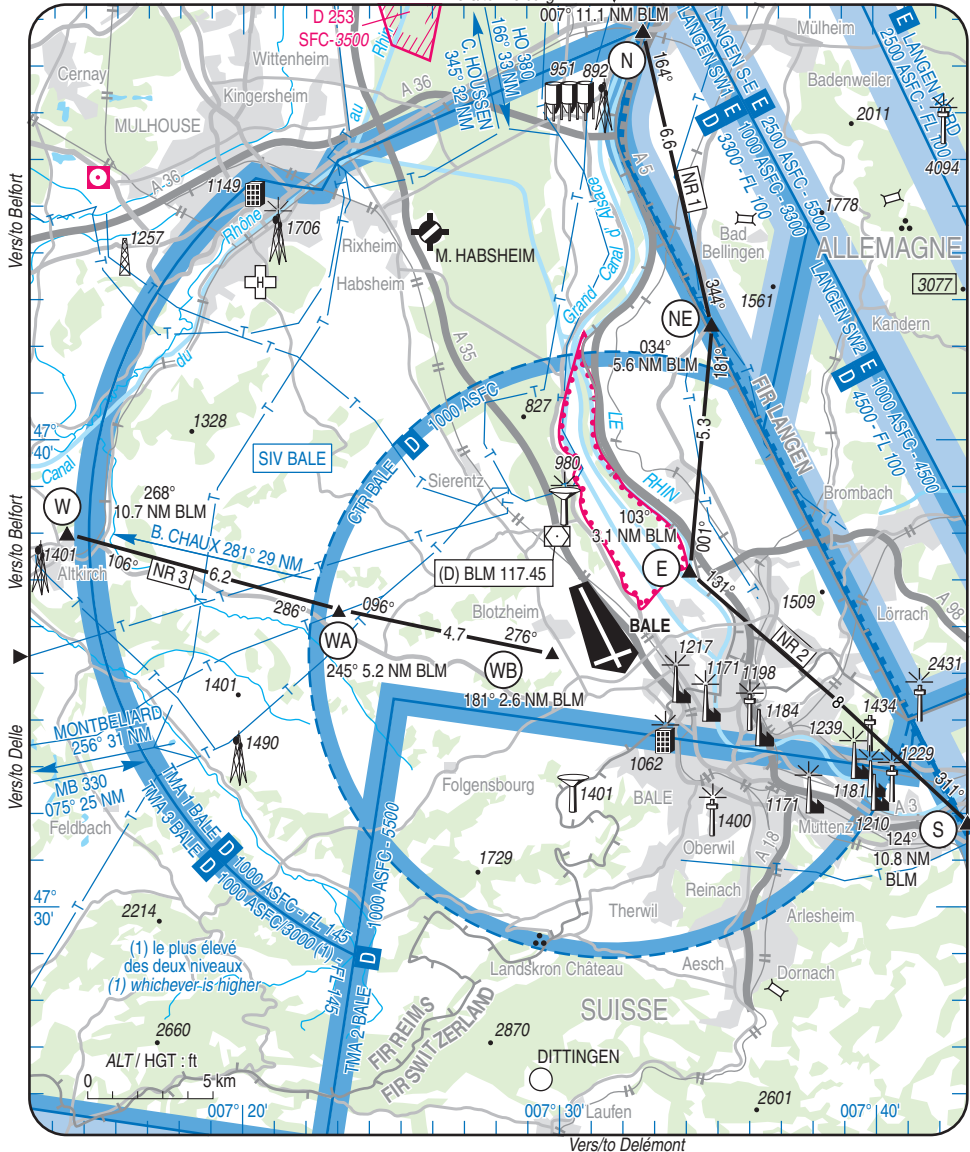 007° 11.1 NM BLM
D 253
SFC-3500
Rhin
au
HO 380
166° 33 NM
C. HOUSSEN
345° 32 NM
951
892
N
164°
6.6
NR 1
LANGEN SW1
D 3300 - FL 100
E 1000 ASFC - 3300
LANGEN S-E
E 2500 ASFC - 5500
E LANGEN NORD
2500 ASFC-FL 100
Mülheim
Badenweiler
2011
4094
1778
Cernay
Wittenheim
Kingersheim
MULHOUSE
A 36
A-36
A 5
1149
1706
1257
Rhône
du
Canal
Rixheim
Habsheim
H
M. HABSHEIM
Grand Canal d'Alsace
Bad
Bellingen
ALLEMAGNE
3077
1561
Kandern
344°
NE
034°
5.6 NM BLM
181°
5.3
FIR LANGEN
LANGEN SW2
D 4500 - FL 100
E 1000 ASFC - 4500
Vers/to Belfort
A 35
CTR BALE D 1000 ASFC
827
1328
47°
40'
SIV BALE
Sierentz
980
LE
RHIN
Brombach
W
268°
10.7 NM BLM
B. CHAUX 281° 29 NM
1401
Altkirch
106°
NR 3
6.2
286°
096°
WA
245° 5.2 NM BLM
4.7
276°
WB
181° 2.6 NM BLM
(D) BLM 117.45
Blotzheim
103°
3.1 NM BLM
E
001°
131°
BALE
1509
Lörrach
A 98
NR 2
8
Vers/to Belfort
1217
1171
1198
1184
2431
1434
1239
1229
1401
1490
MONTBELIARD
256° 31 NM
MB 330
075° 25 NM
Vers/to Delle
Feldbach
1062
Folgensbourg
1401
BALE
1400
1171
1181
1210
A 3
Müttenz
311°
S
124°
10.8 NM
BLM
Oberwil
A 18
Reinach
Arlesheim
TMA 1 BALE D 1000 ASFC - FL 145
TMA 3 BALE D 1000 ASFC/3000(1) - FL 145
1000 ASFC - 5500
D
TMA 2 BALE
1729
47°
30'
2214
Therwil
Aesch
Dornach
(1) le plus élevé
des deux niveaux
(1) whichever is higher
Landskron Château
SUISSE
FIR REIMS
FIR SWITZERLAND
2660
2870
ALT / HGT : ft
0 5 km
DITTINGEN
2601
Laufen
007° 20'
007° 30'
007° 40'
Vers/to Delémont